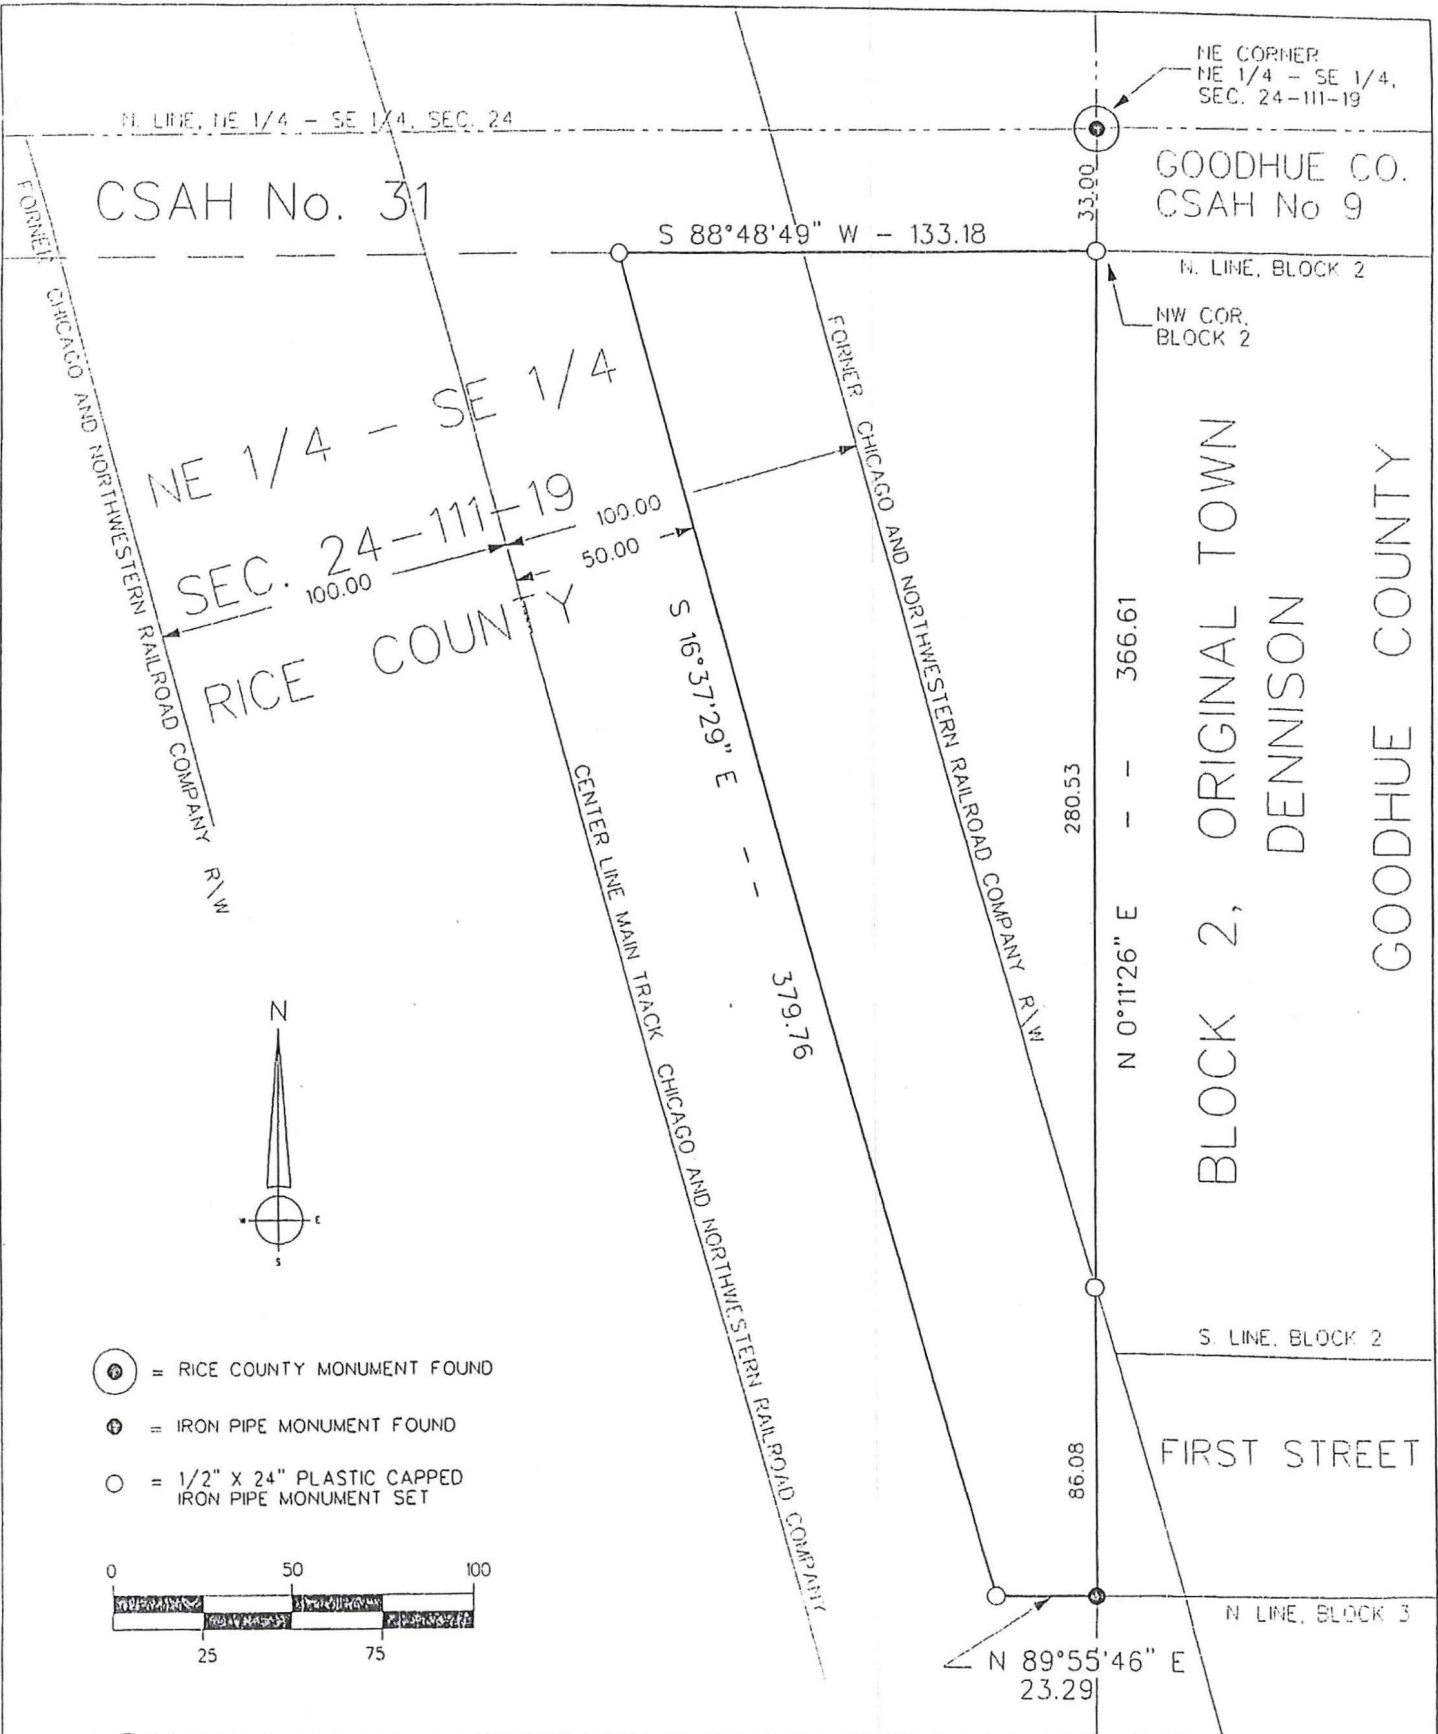 NE CORNER
NE 1/4 - SE 1/4,
SEC. 24-111-19
N. LINE, NE 1/4 - SE 1/4, SEC. 24
GOODHUE CO.
CSAH No 9
CSAH No. 31
33.00
S 88°48'49" W - 133.18
N. LINE, BLOCK 2
NW COR.
BLOCK 2
FORMER CHICAGO AND NORTHWESTERN RAILROAD COMPANY R\W
NE 1/4 - SE 1/4
SEC. 24-111-19
RICE COUNTY
100.00
100.00
50.00
FORMER CHICAGO AND NORTHWESTERN RAILROAD COMPANY R\W
S 16°37'29" E - - 379.76
CENTER LINE MAIN TRACK CHICAGO AND NORTHWESTERN RAILROAD COMPANY
280.53
N 0°11'26" E - - 366.61
BLOCK 2, ORIGINAL TOWN
DENNISON
GOODHUE COUNTY
N
W
E
S
S. LINE, BLOCK 2
FIRST STREET
86.08
= RICE COUNTY MONUMENT FOUND
= IRON PIPE MONUMENT FOUND
= 1/2" X 24" PLASTIC CAPPED
IRON PIPE MONUMENT SET
0 50 100
25 75
N LINE, BLOCK 3
N 89°55'46" E
23.29